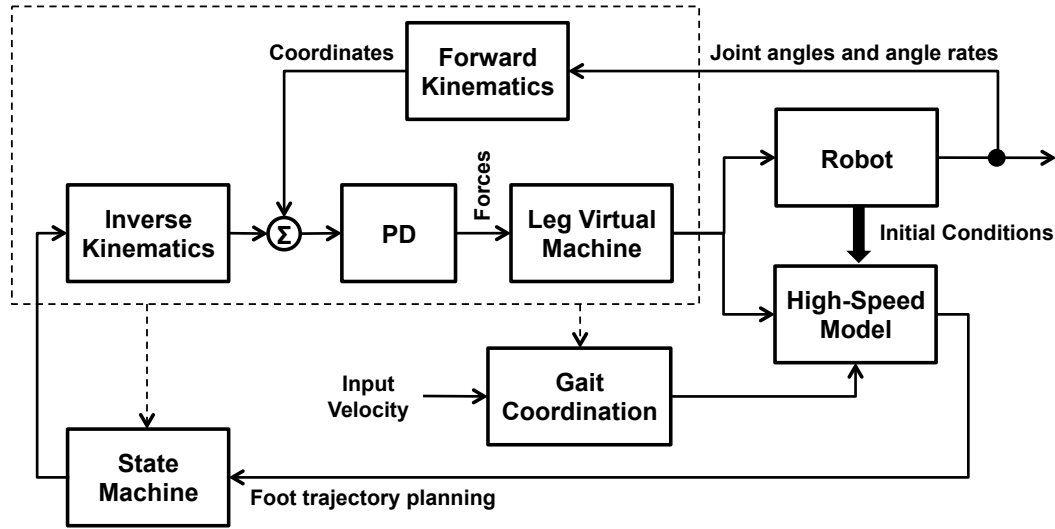 Coordinates
Forward
Kinematics
Joint angles and angle rates
Robot
Inverse
Kinematics
Σ
PD
Forces
Leg Virtual
Machine
Initial Conditions
High-Speed
Model
Input
Velocity
Gait
Coordination
State
Machine
Foot trajectory planning